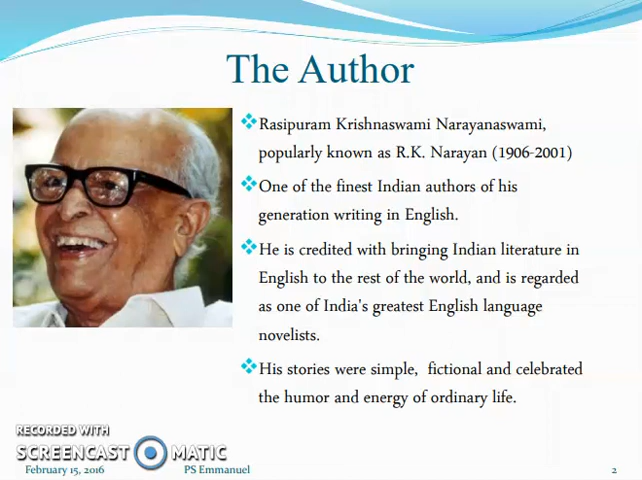 The Author
Rasipuram Krishnaswami Narayanaswami,
popularly known as R.K. Narayan (1906-2001)
One of the finest Indian authors of his
generation writing in English.
He is credited with bringing Indian literature in
English to the rest of the world, and is regarded
as one of India's greatest English language
novelists.
His stories were simple,  fictional and celebrated
the humor and energy of ordinary life.
RECORDED WITH
SCREENCAST MATIC
February 15, 2016 PS Emmanuel 2